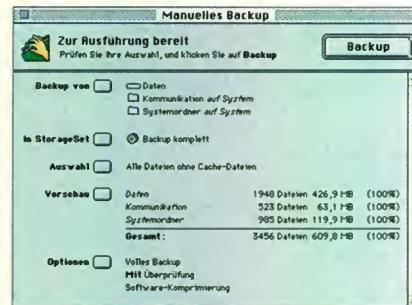 Manuelles Backup
Zur Ausführung bereit
Prüfen Sie Ihre Auswahl, und klicken Sie auf Backup
Backup
Backup von
Daten
Kommunikation auf System
Systemordner auf System
In StorageSet
Backup komplett
Auswahl
Alle Dateien ohne Cache-Dateien
Vorschau
Daten 1948 Dateien 426,9 MB (100%)
Kommunikation 523 Dateien 63,1 MB (100%)
Systemordner 985 Dateien 119,9 MB (100%)
Gesamt: 3456 Dateien 609,8 MB (100%)
Optionen
Volles Backup
Mit Überprüfung
Software-Komprimierung